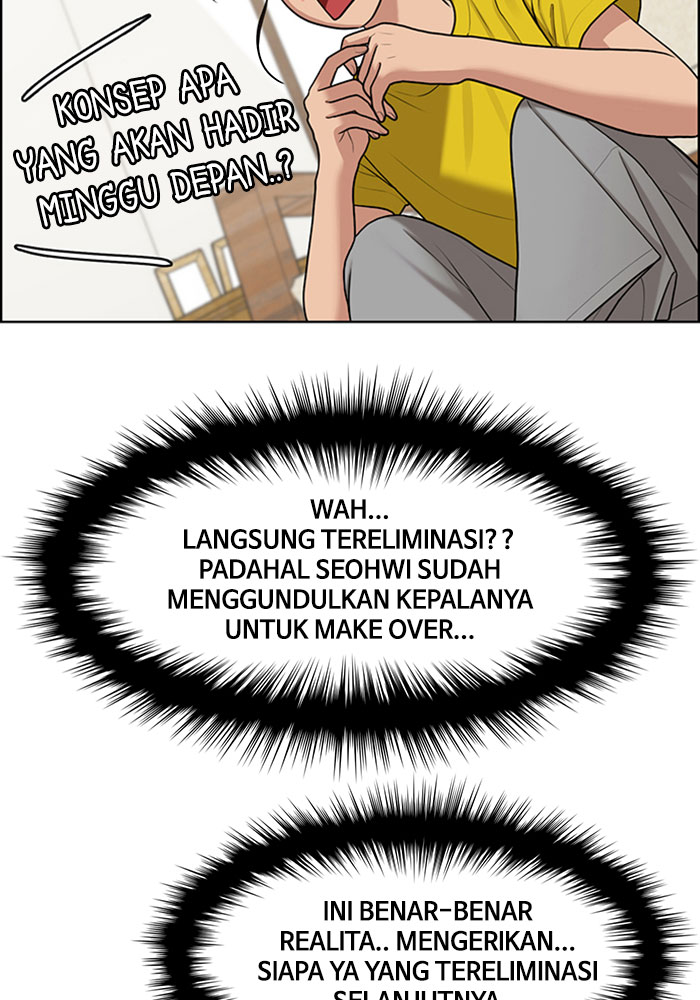 KONSEP APA
YANG AKAN HADIR
MINGGU DEPAN..?
WAH...
LANGSUNG TERELIMINASI??
PADAHAL SEOHWI SUDAH
MENGGUNDULKAN KEPALANYA
UNTUK MAKE OVER...
INI BENAR-BENAR
REALITA.. MENGERIKAN...
SIAPA YA YANG TERELIMINASI
SELANJUTNYA